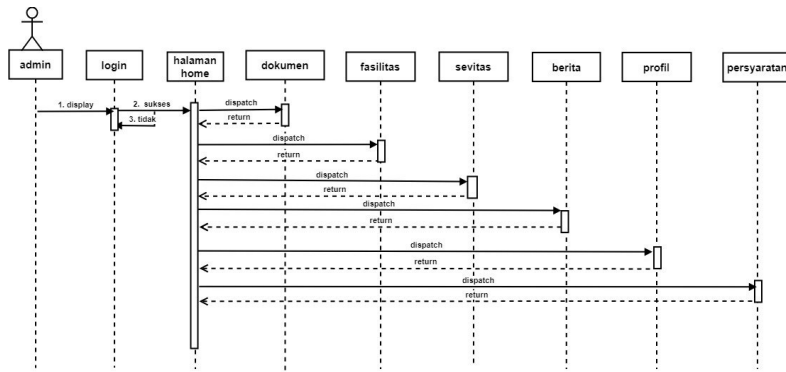 admin
login
halaman
home
dokumen
fasilitas
sevitas
berita
profil
persyaratan
1. display
2. sukses
3. tidak
dispatch
return
dispatch
return
dispatch
return
dispatch
return
dispatch
return
dispatch
return